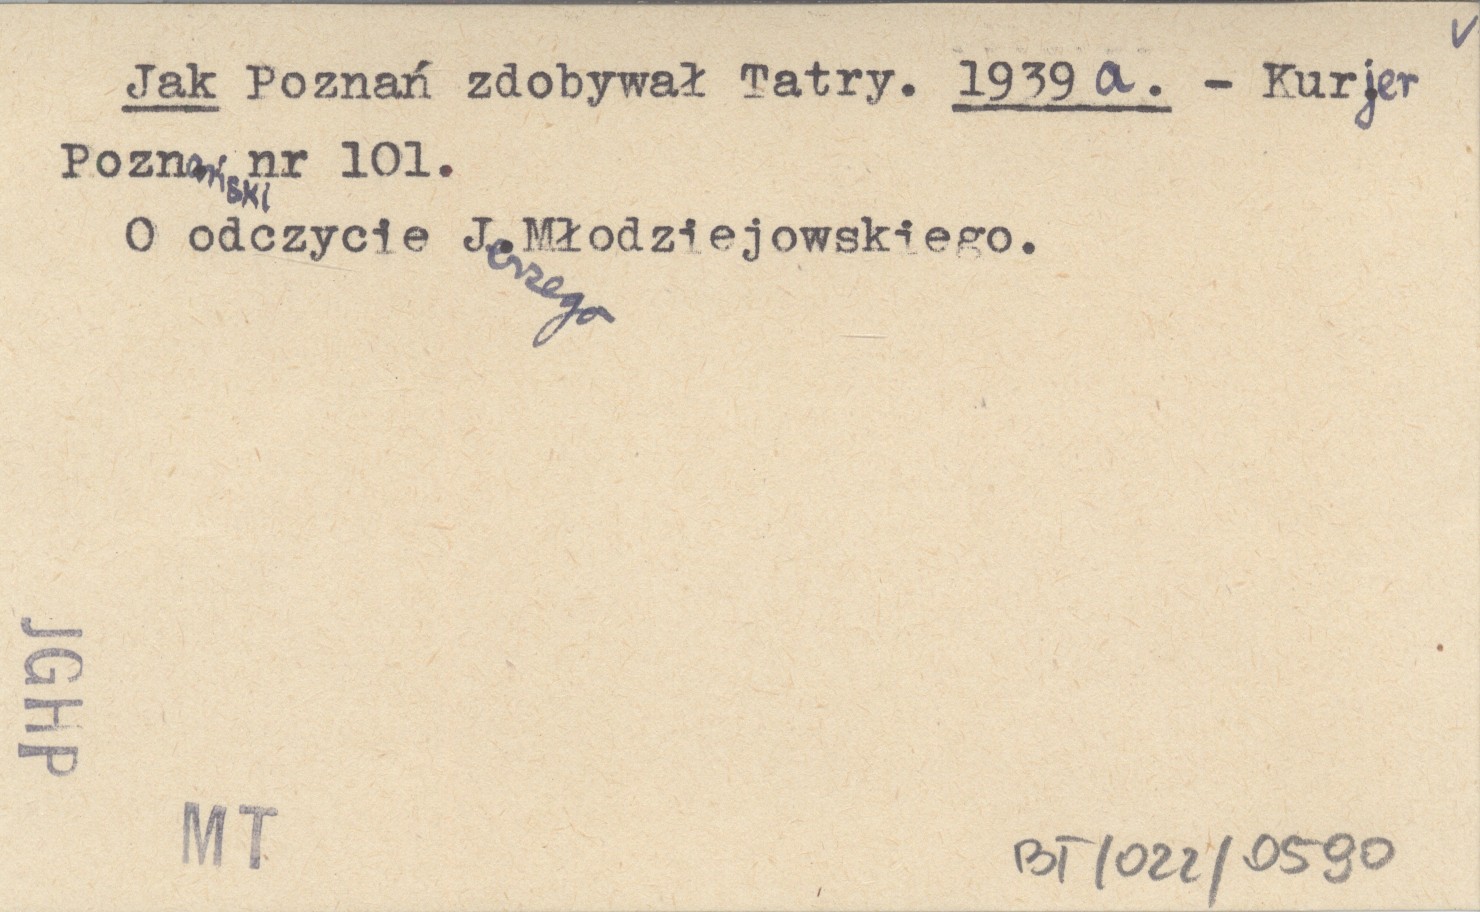 Jak Poznań zdobywał Tatry. 1939 a. - Kurjer
Poznański nr 101.
O odczycie Jerzego Młodziejowskiego.
JGHP
MT
BT/022/0590